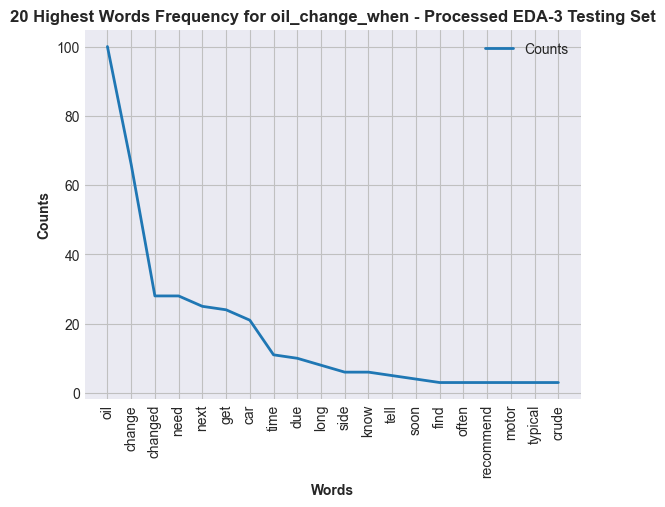 20 Highest Words Frequency for oil_change_when - Processed EDA-3 Testing Set
Counts
100
80
60
40
20
0
Counts
oil
change
changed
need
next
get
car
time
due
long
side
know
tell
soon
find
often
recommend
motor
typical
crude
Words